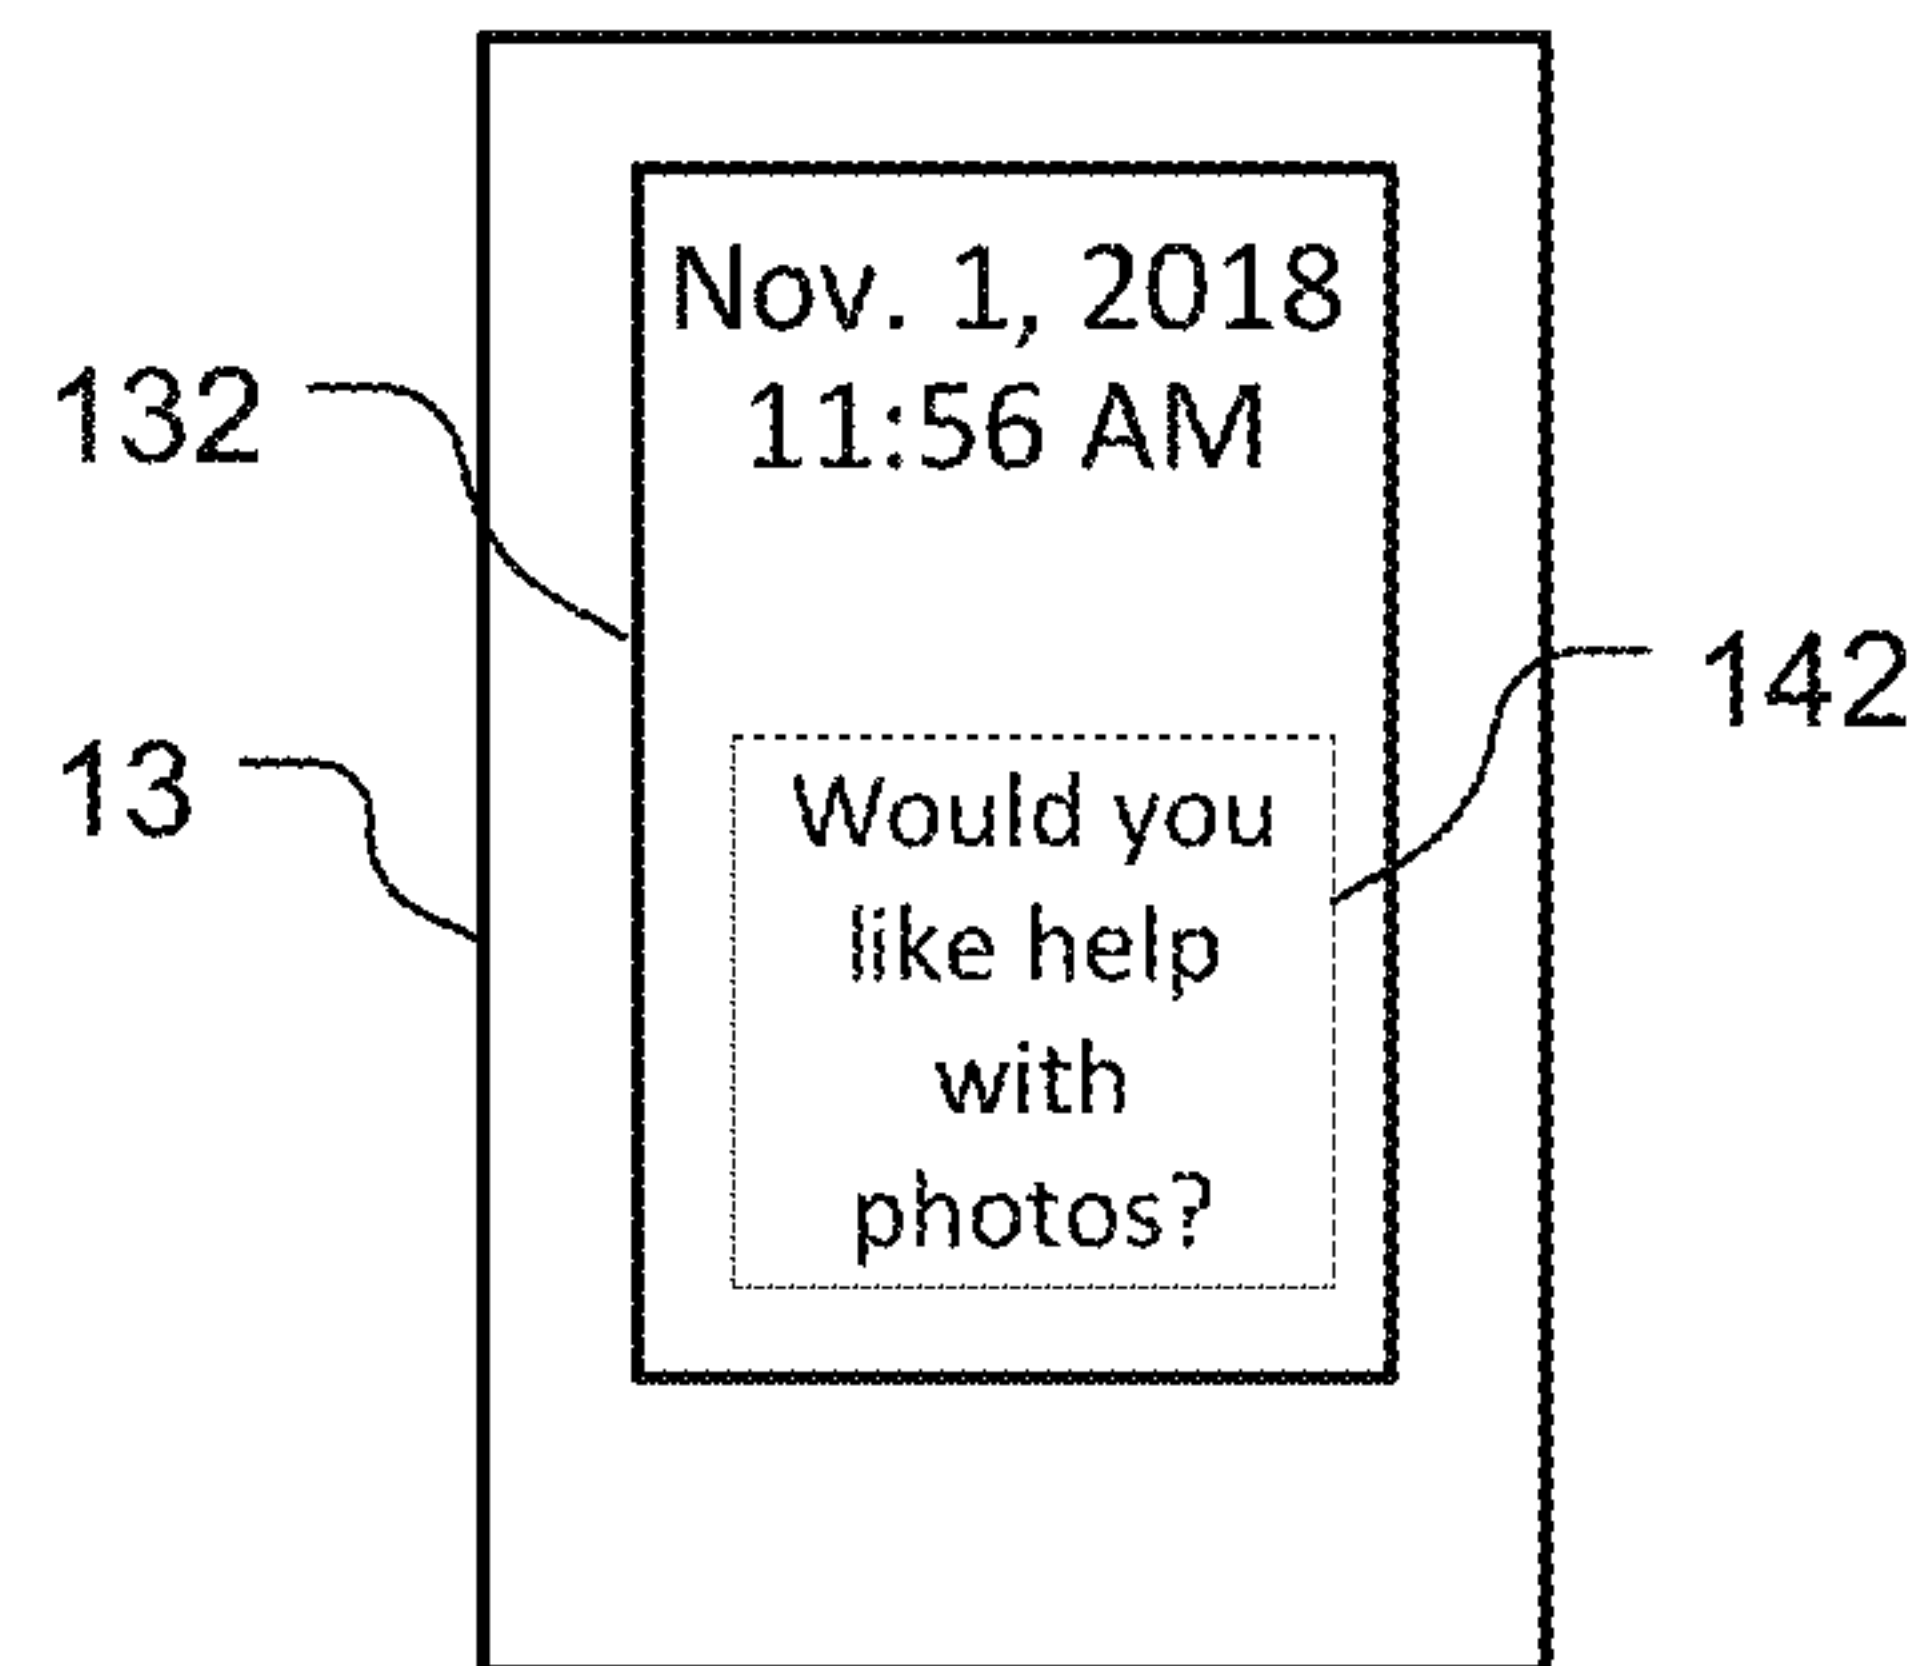 Nov. 1, 2018
11:56 AM
132
142
13
Would you
like help
with
photos?